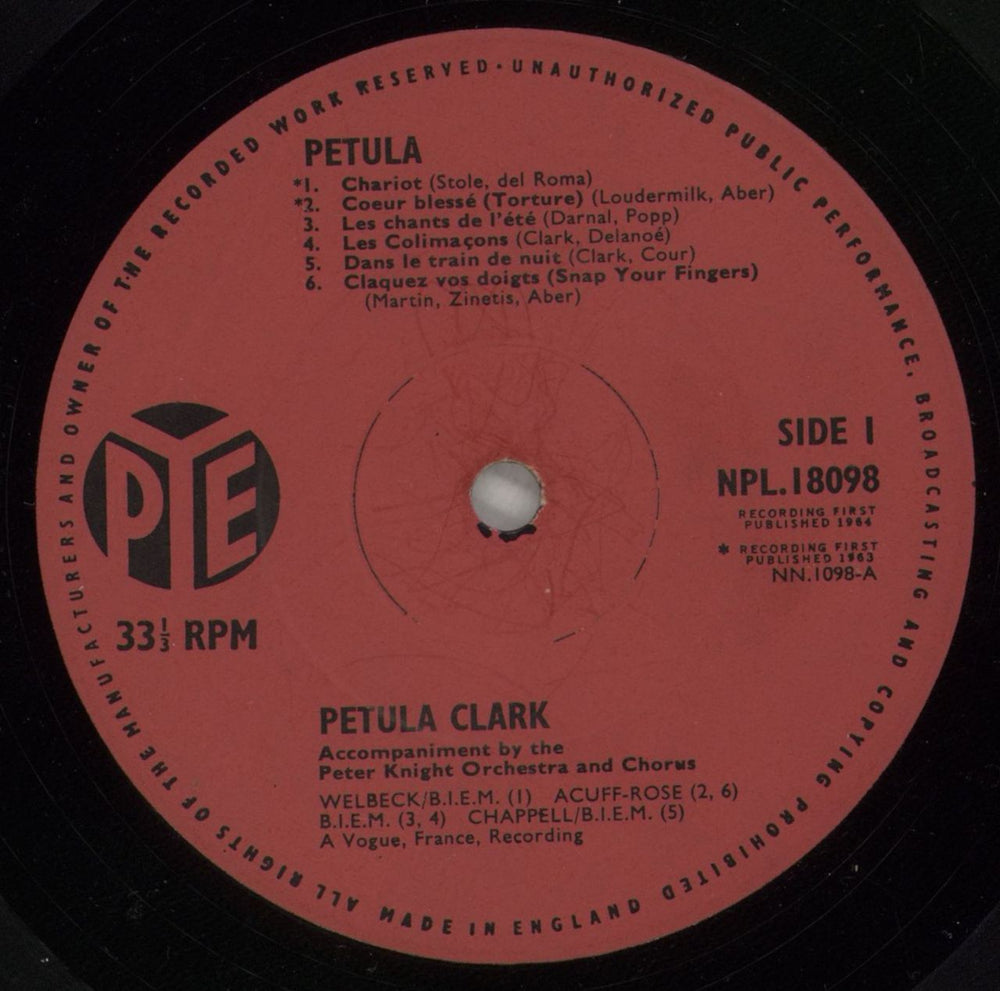 PETULA
*1. Chariot (Stole, del Roma)
*2. Coeur blessé (Torture) (Loudermilk, Aber)
3. Les chants de l'été (Darnal, Popp)
4. Les Colimaçons (Clark, Delanoé)
5. Dans le train de nuit (Clark, Cour)
6. Claquez vos doigts (Snap Your Fingers)
(Martin, Zinetis, Aber)
PYE
33⅓ RPM
SIDE 1
NPL.18098
RECORDING FIRST
PUBLISHED 1964
* RECORDING FIRST
PUBLISHED 1963
NN.1098-A
PETULA CLARK
Accompaniment by the
Peter Knight Orchestra and Chorus
WELBECK/B.I.E.M. (1) ACUFF-ROSE (2, 6)
B.I.E.M. (3, 4) CHAPPELL/B.I.E.M. (5)
A Vogue, France, Recording
ALL RIGHTS OF THE MANUFACTURERS AND OWNER OF THE RECORDED WORK RESERVED · UNAUTHORIZED PUBLIC PERFORMANCE, BROADCASTING AND COPYING PROHIBITED
MADE IN ENGLAND